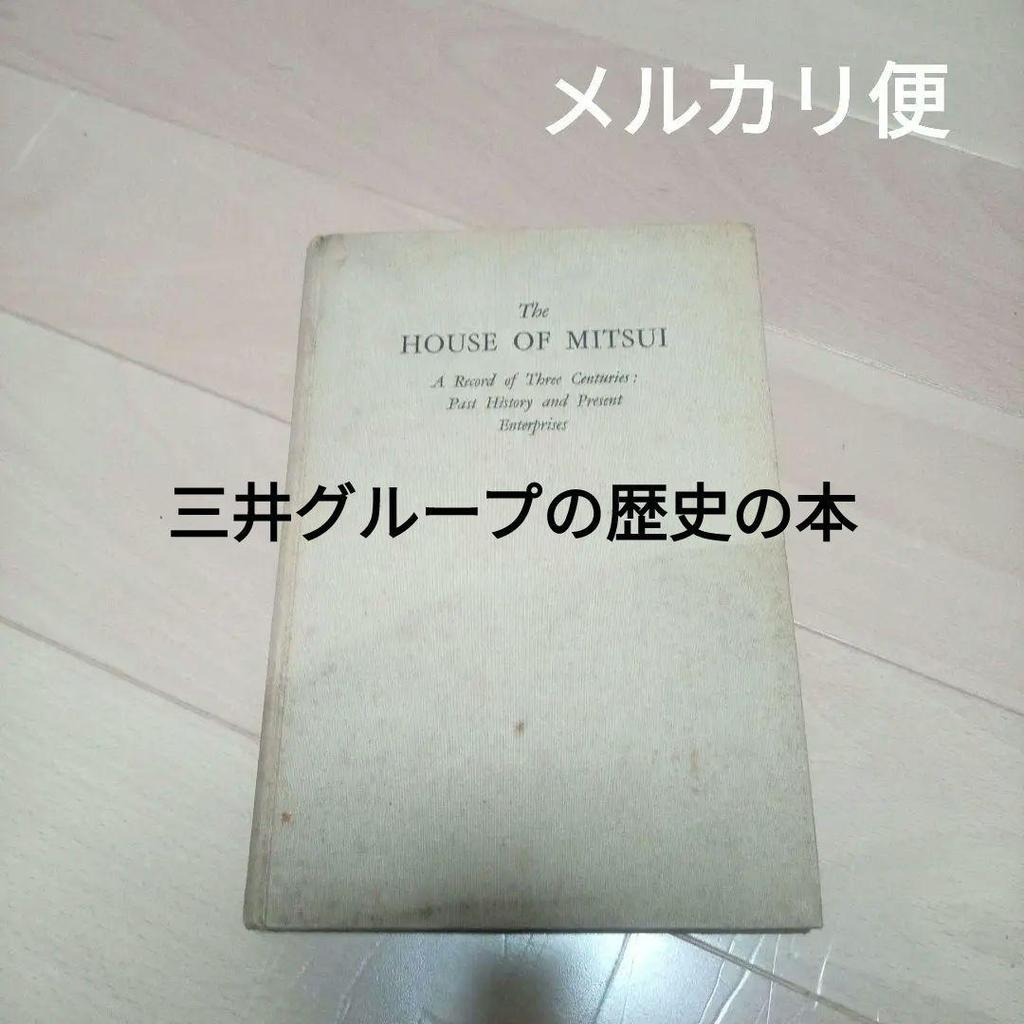 メルカリ便
The
HOUSE OF MITSUI
A Record of Three Centuries:
Past History and Present
Enterprises
三井グループの歴史の本